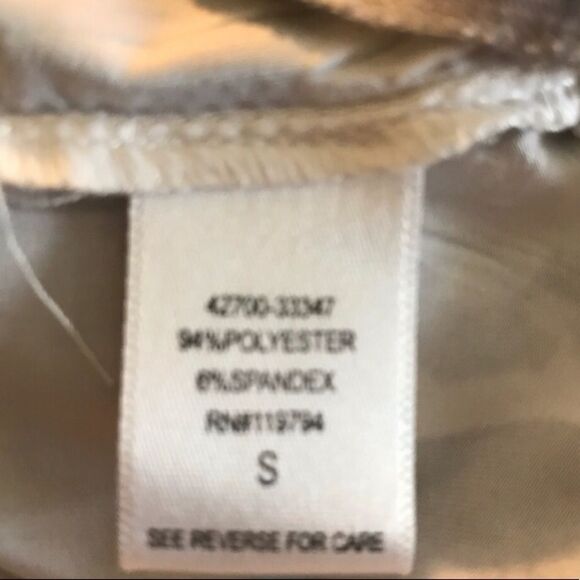 42700-33347
94%POLYESTER
6%SPANDEX
RN#119794
S
SEE REVERSE FOR CARE